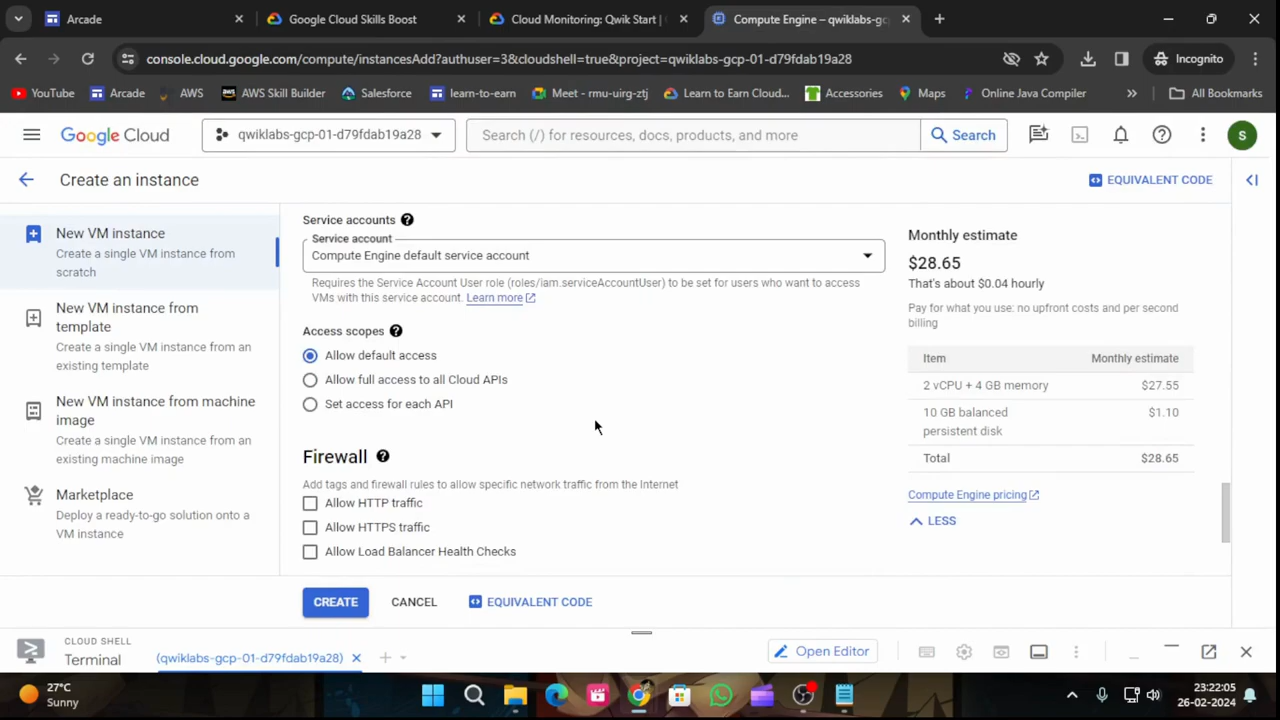 Arcade
Google Cloud Skills Boost
Cloud Monitoring: Qwik Start |
Compute Engine – qwiklabs-gc
console.cloud.google.com/compute/instancesAdd?authuser=3&cloudshell=true&project=qwiklabs-gcp-01-d79fdab19a28
Incognito
YouTube
Arcade
AWS
AWS Skill Builder
Salesforce
learn-to-earn
Meet - rmu-uirg-ztj
Learn to Earn Cloud...
Accessories
Maps
Online Java Compiler
All Bookmarks
Google Cloud
qwiklabs-gcp-01-d79fdab19a28
Search (/) for resources, docs, products, and more
Search
S
Create an instance
EQUIVALENT CODE
New VM instance
Create a single VM instance from
scratch
New VM instance from
template
Create a single VM instance from an
existing template
New VM instance from machine
image
Create a single VM instance from an
existing machine image
Marketplace
Deploy a ready-to-go solution onto a
VM instance
Service accounts
Service account
Compute Engine default service account
Requires the Service Account User role (roles/iam.serviceAccountUser) to be set for users who want to access
VMs with this service account. Learn more
Access scopes
Allow default access
Allow full access to all Cloud APIs
Set access for each API
Firewall
Add tags and firewall rules to allow specific network traffic from the Internet
Allow HTTP traffic
Allow HTTPS traffic
Allow Load Balancer Health Checks
Monthly estimate
$28.65
That's about $0.04 hourly
Pay for what you use: no upfront costs and per second
billing
Item Monthly estimate
2 vCPU + 4 GB memory $27.55
10 GB balanced $1.10
persistent disk
Total $28.65
Compute Engine pricing
LESS
CREATE
CANCEL
EQUIVALENT CODE
CLOUD SHELL
Terminal
(qwiklabs-gcp-01-d79fdab19a28)
Open Editor
27°C
Sunny
23:22:05
26-02-2024